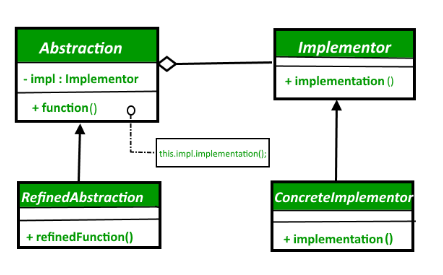 Abstraction
- impl : Implementor
+ function()
Implementor
+ implementation ()
this.impl.implementation();
RefinedAbstraction
+ refinedFunction()
ConcreteImplementor
+ implementation ()